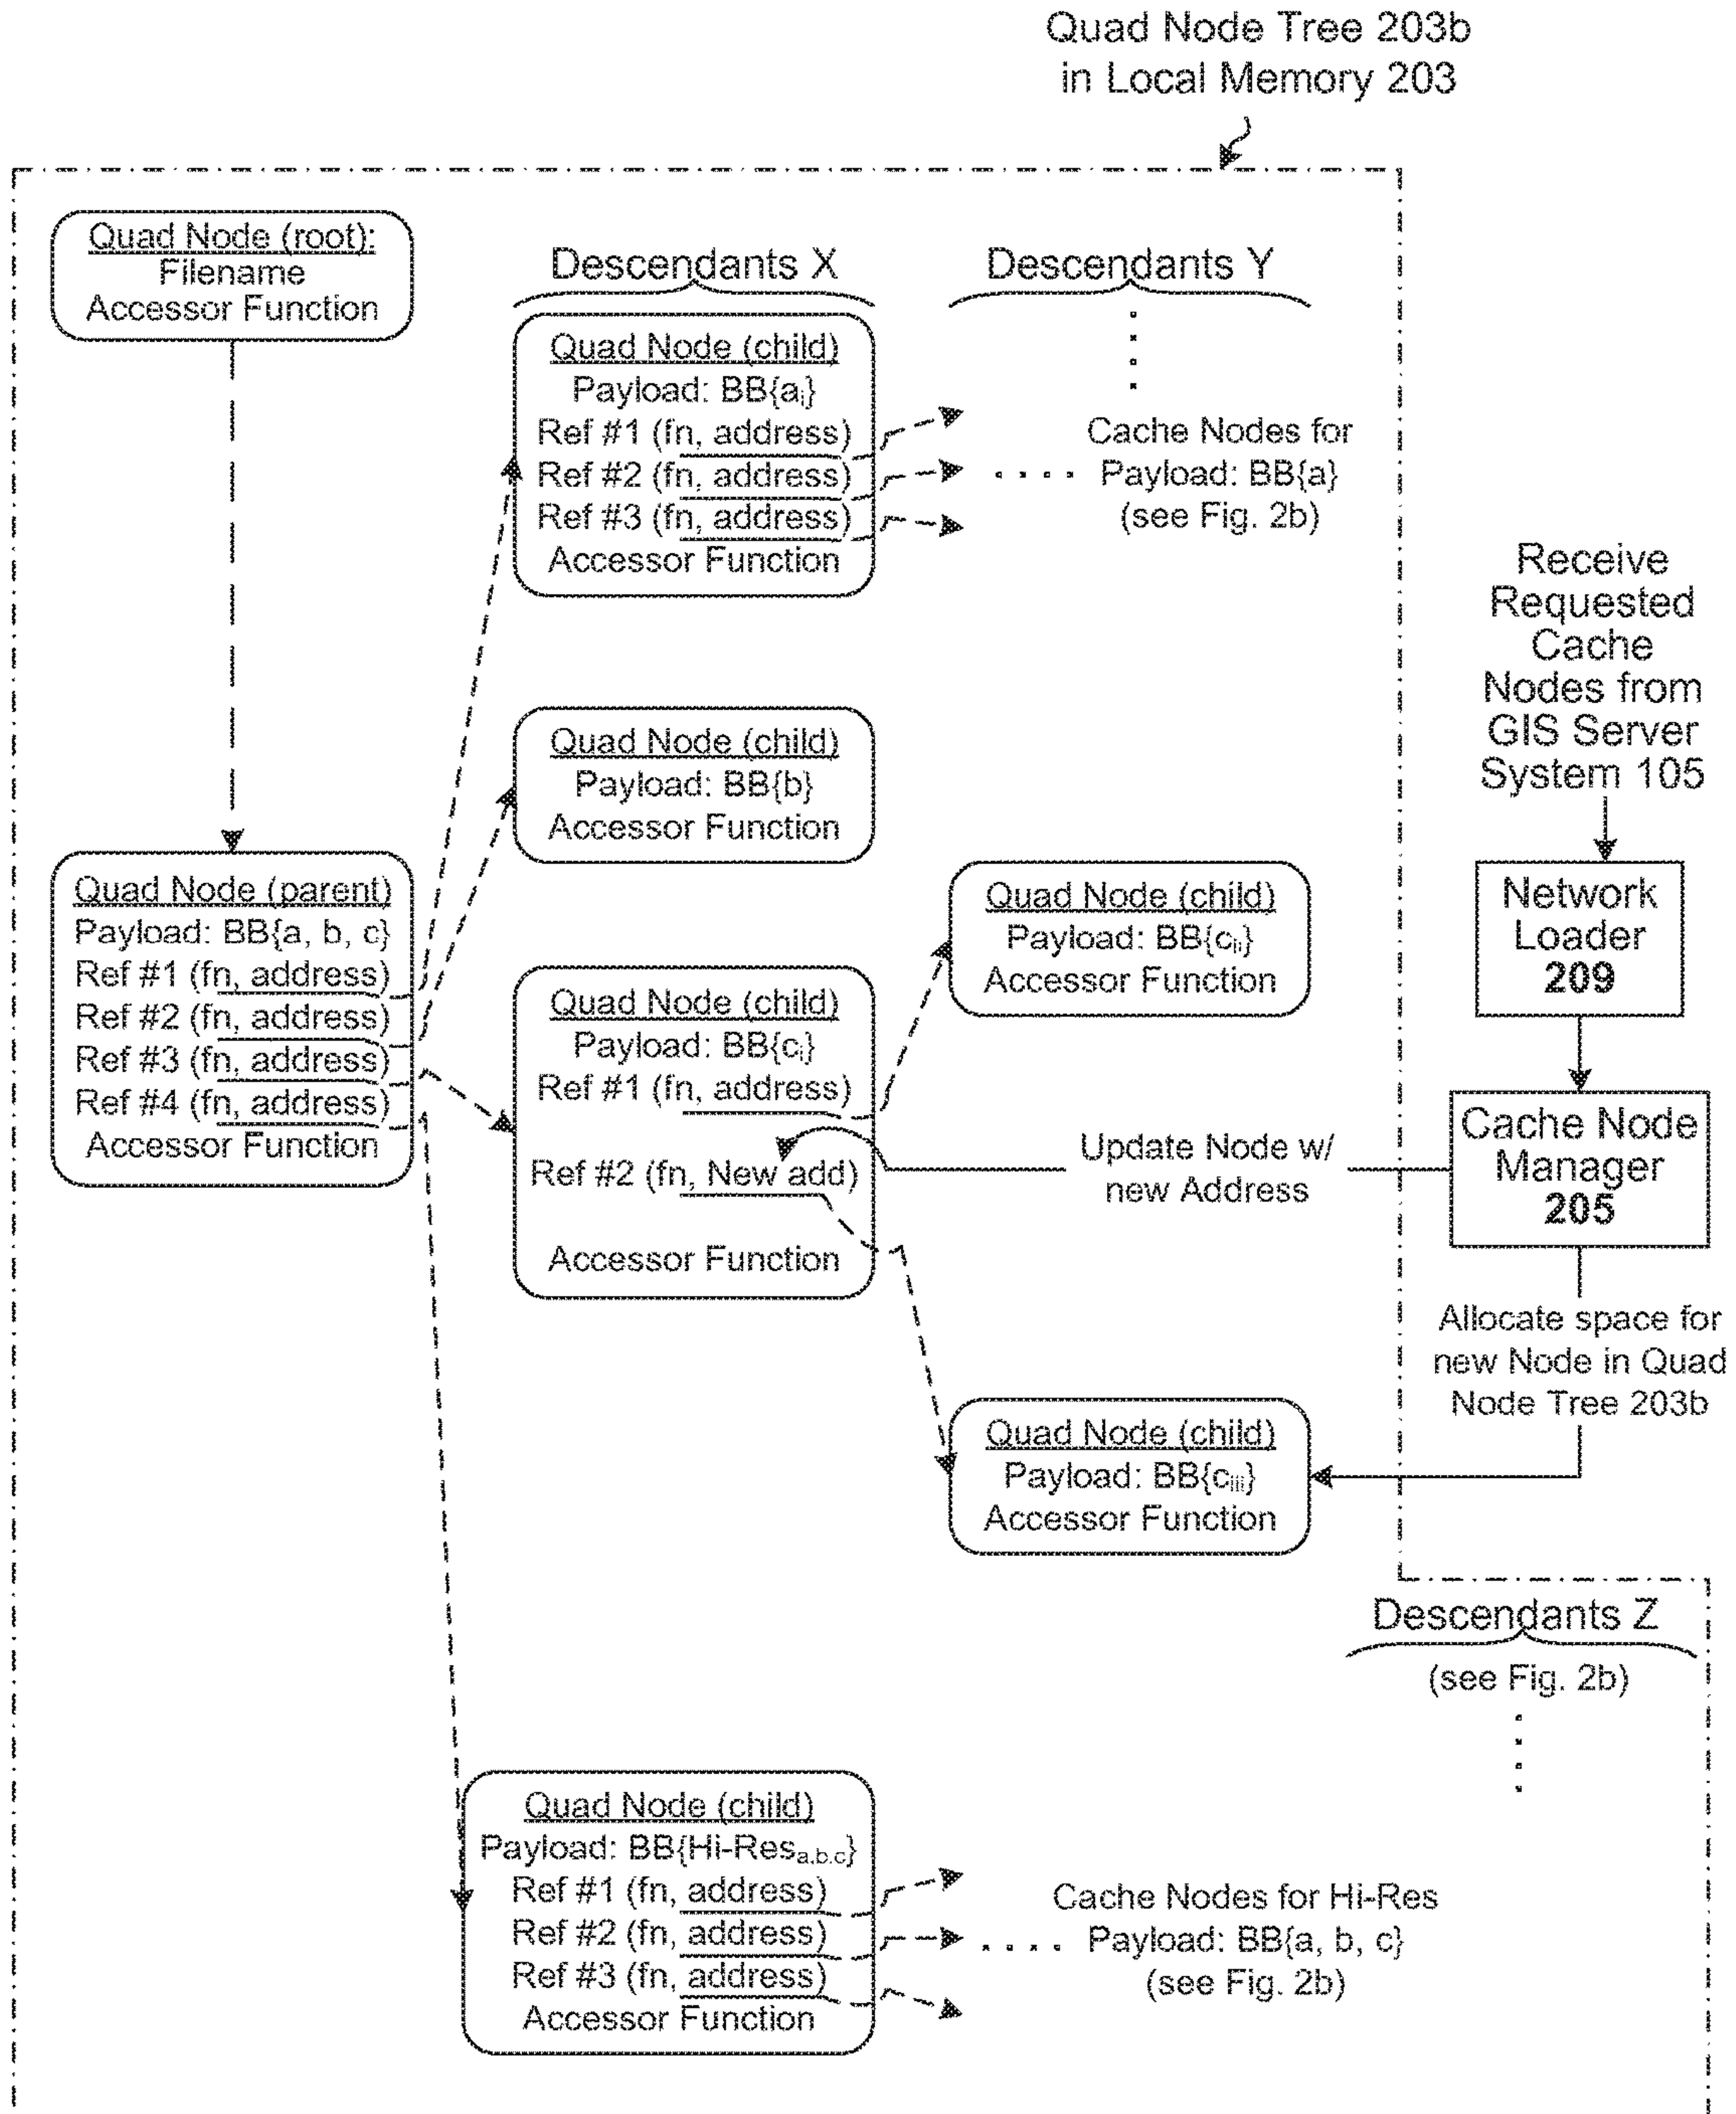 Quad Node Tree 203b
in Local Memory 203
Quad Node (root):
Filename
Accessor Function
Descendants X
Descendants Y
Quad Node (child)
Payload: BB{ai}
Ref #1 (fn, address)
Ref #2 (fn, address)
Ref #3 (fn, address)
Accessor Function
Cache Nodes for
Payload: BB{a}
(see Fig. 2b)
Receive
Requested
Cache
Nodes from
GIS Server
System 105
Quad Node (child)
Payload: BB{b}
Accessor Function
Quad Node (parent)
Payload: BB{a, b, c}
Ref #1 (fn, address)
Ref #2 (fn, address)
Ref #3 (fn, address)
Ref #4 (fn, address)
Accessor Function
Quad Node (child)
Payload: BB{ci}
Ref #1 (fn, address)
Ref #2 (fn, New add)
Accessor Function
Quad Node (child)
Payload: BB{cii}
Accessor Function
Network
Loader
209
Cache Node
Manager
205
Update Node w/
new Address
Allocate space for
new Node in Quad
Node Tree 203b
Quad Node (child)
Payload: BB{ciii}
Accessor Function
Descendants Z
(see Fig. 2b)
Quad Node (child)
Payload: BB{Hi-Resa,b,c}
Ref #1 (fn, address)
Ref #2 (fn, address)
Ref #3 (fn, address)
Accessor Function
Cache Nodes for Hi-Res
Payload: BB{a, b, c}
(see Fig. 2b)